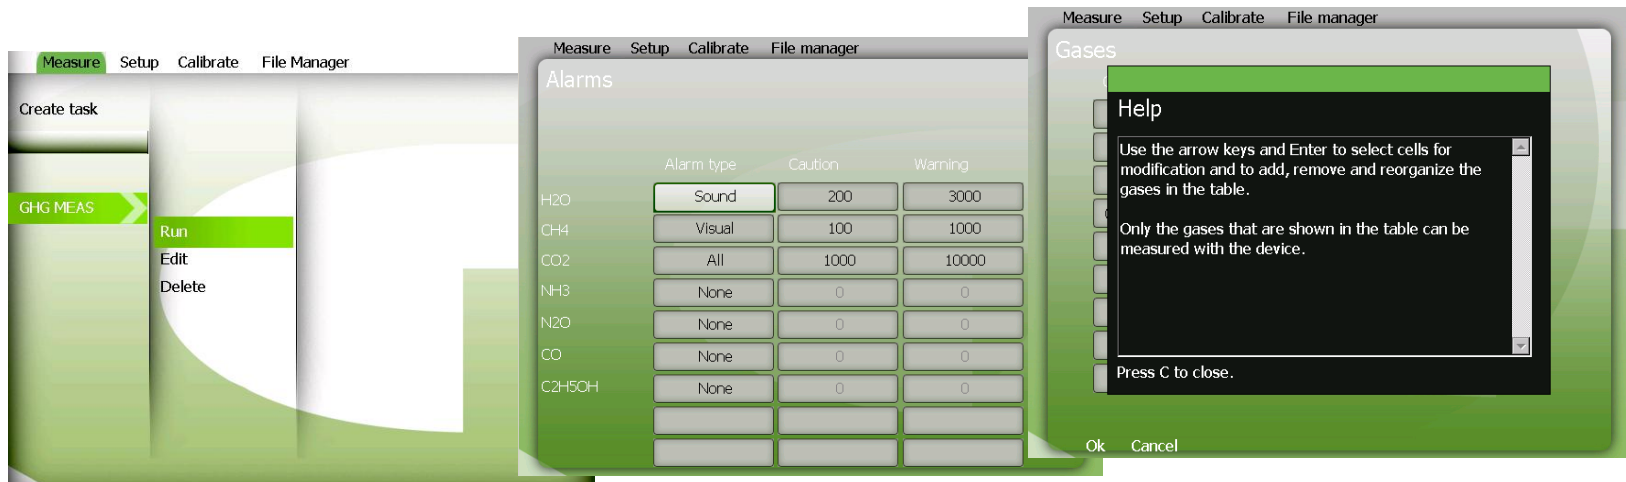 Measure Setup Calibrate File Manager
Create task
GHG MEAS
Run
Edit
Delete
Measure Setup Calibrate File manager
Alarms
Alarm type Caution Warning
H2O Sound 200 3000
CH4 Visual 100 1000
CO2 All 1000 10000
NH3 None 0 0
N2O None 0 0
CO None 0 0
C2H5OH None 0 0
Measure Setup Calibrate File manager
Gases
Help
Use the arrow keys and Enter to select cells for
modification and to add, remove and reorganize the
gases in the table.
Only the gases that are shown in the table can be
measured with the device.
Press C to close.
Ok Cancel